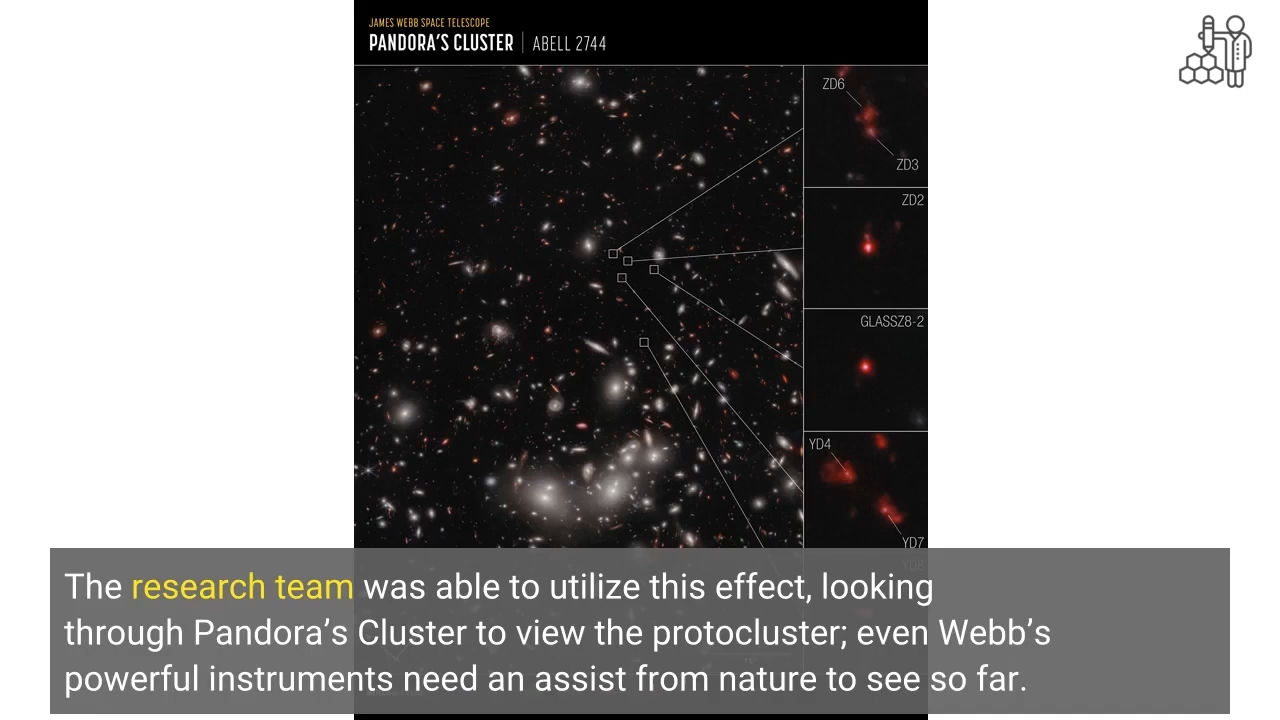 JAMES WEBB SPACE TELESCOPE
PANDORA'S CLUSTER | ABELL 2744
ZD6
ZD3
ZD2
GLASSZ8-2
YD4
YD7
The research team was able to utilize this effect, looking
through Pandora’s Cluster to view the protocluster; even Webb’s
powerful instruments need an assist from nature to see so far.